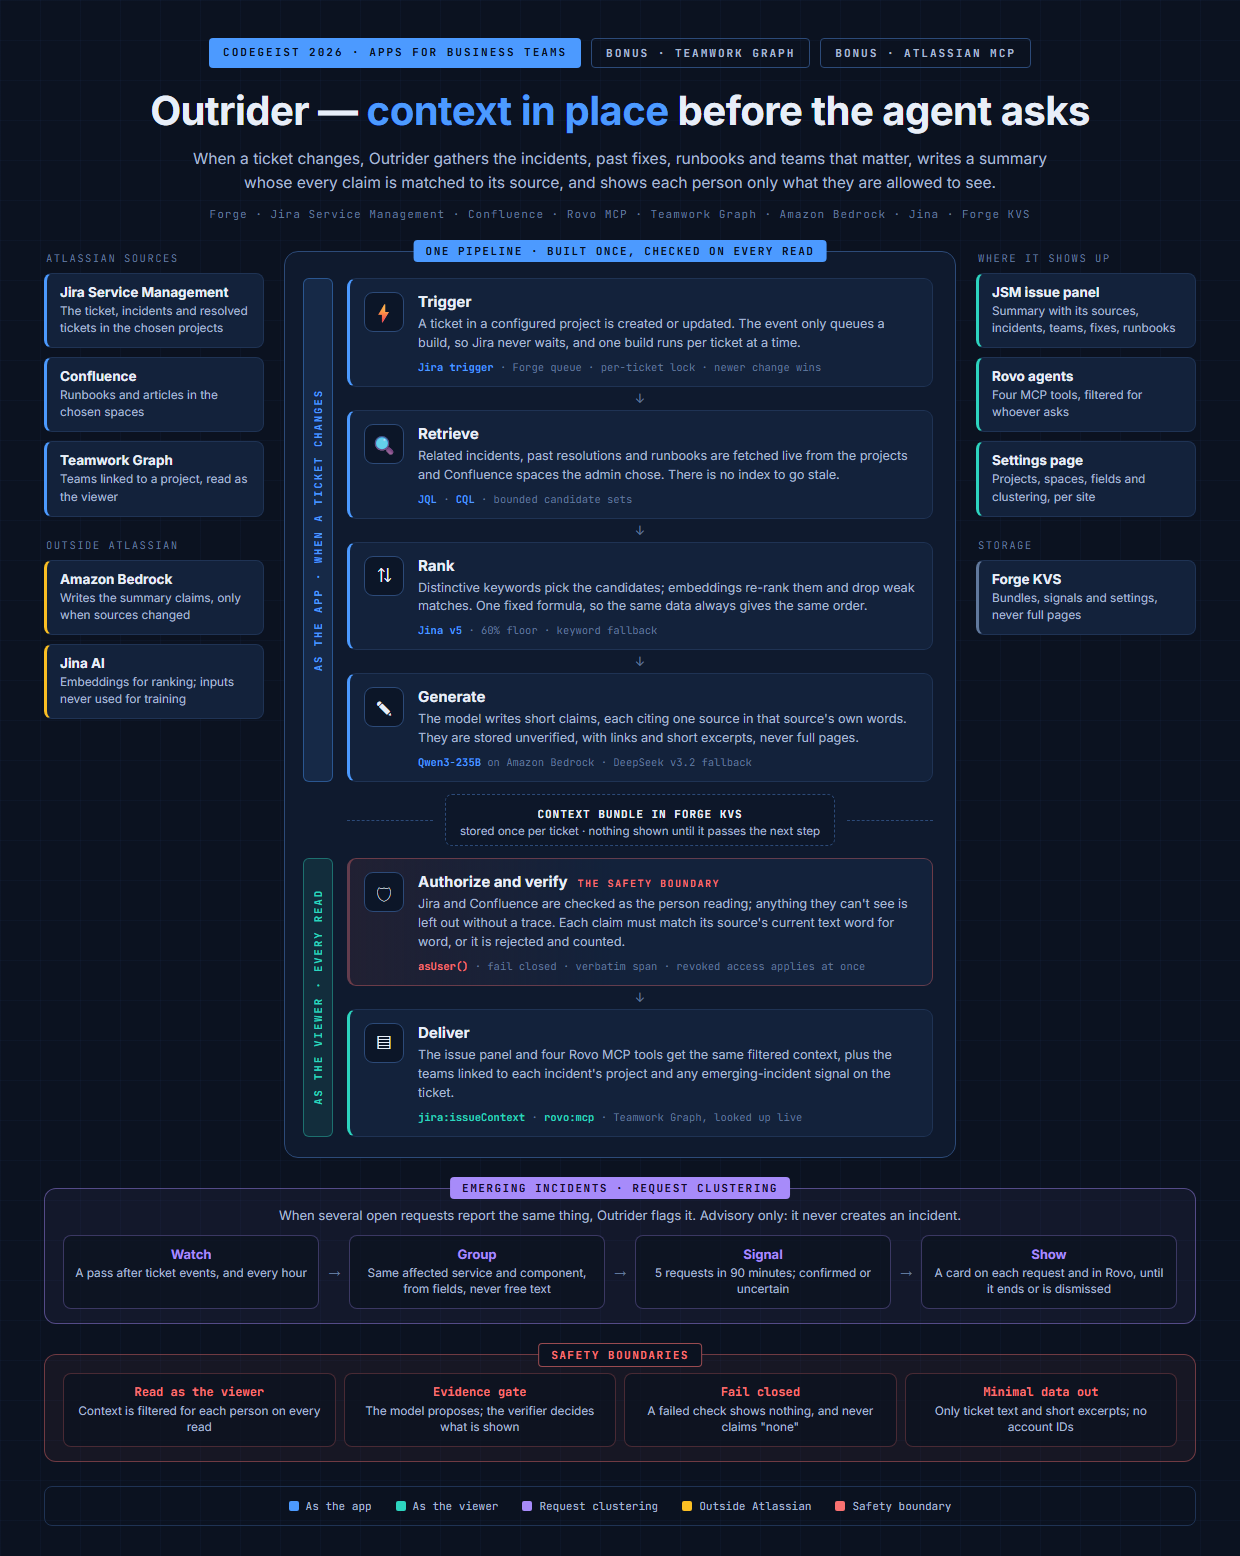 CODEGEIST 2026 · APPS FOR BUSINESS TEAMS
BONUS · TEAMWORK GRAPH
BONUS · ATLASSIAN MCP
Outrider — context in place before the agent asks
When a ticket changes, Outrider gathers the incidents, past fixes, runbooks and teams that matter, writes a summary
whose every claim is matched to its source, and shows each person only what they are allowed to see.
Forge · Jira Service Management · Confluence · Rovo MCP · Teamwork Graph · Amazon Bedrock · Jina · Forge KVS
ATLASSIAN SOURCES
Jira Service Management
The ticket, incidents and resolved
tickets in the chosen projects
Confluence
Runbooks and articles in the
chosen spaces
Teamwork Graph
Teams linked to a project, read as
the viewer
OUTSIDE ATLASSIAN
Amazon Bedrock
Writes the summary claims, only
when sources changed
Jina AI
Embeddings for ranking; inputs
never used for training
ONE PIPELINE · BUILT ONCE, CHECKED ON EVERY READ
AS THE APP · WHEN A TICKET CHANGES
Trigger
A ticket in a configured project is created or updated. The event only queues a
build, so Jira never waits, and one build runs per ticket at a time.
Jira trigger · Forge queue · per-ticket lock · newer change wins
↓
Retrieve
Related incidents, past resolutions and runbooks are fetched live from the projects
and Confluence spaces the admin chose. There is no index to go stale.
JQL · CQL · bounded candidate sets
↓
Rank
Distinctive keywords pick the candidates; embeddings re-rank them and drop weak
matches. One fixed formula, so the same data always gives the same order.
Jina v5 · 60% floor · keyword fallback
↓
Generate
The model writes short claims, each citing one source in that source's own words.
They are stored unverified, with links and short excerpts, never full pages.
Qwen3-235B on Amazon Bedrock · DeepSeek v3.2 fallback
CONTEXT BUNDLE IN FORGE KVS
stored once per ticket · nothing shown until it passes the next step
AS THE VIEWER · EVERY READ
Authorize and verify THE SAFETY BOUNDARY
Jira and Confluence are checked as the person reading; anything they can't see is
left out without a trace. Each claim must match its source's current text word for
word, or it is rejected and counted.
asUser() · fail closed · verbatim span · revoked access applies at once
↓
Deliver
The issue panel and four Rovo MCP tools get the same filtered context, plus the
teams linked to each incident's project and any emerging-incident signal on the
ticket.
jira:issueContext · rovo:mcp · Teamwork Graph, looked up live
WHERE IT SHOWS UP
JSM issue panel
Summary with its sources,
incidents, teams, fixes, runbooks
Rovo agents
Four MCP tools, filtered for
whoever asks
Settings page
Projects, spaces, fields and
clustering, per site
STORAGE
Forge KVS
Bundles, signals and settings,
never full pages
EMERGING INCIDENTS · REQUEST CLUSTERING
When several open requests report the same thing, Outrider flags it. Advisory only: it never creates an incident.
Watch
A pass after ticket events, and every hour
→
Group
Same affected service and component,
from fields, never free text
→
Signal
5 requests in 90 minutes; confirmed or
uncertain
→
Show
A card on each request and in Rovo, until
it ends or is dismissed
SAFETY BOUNDARIES
Read as the viewer
Context is filtered for each person on every
read
Evidence gate
The model proposes; the verifier decides
what is shown
Fail closed
A failed check shows nothing, and never
claims "none"
Minimal data out
Only ticket text and short excerpts; no
account IDs
As the app
As the viewer
Request clustering
Outside Atlassian
Safety boundary